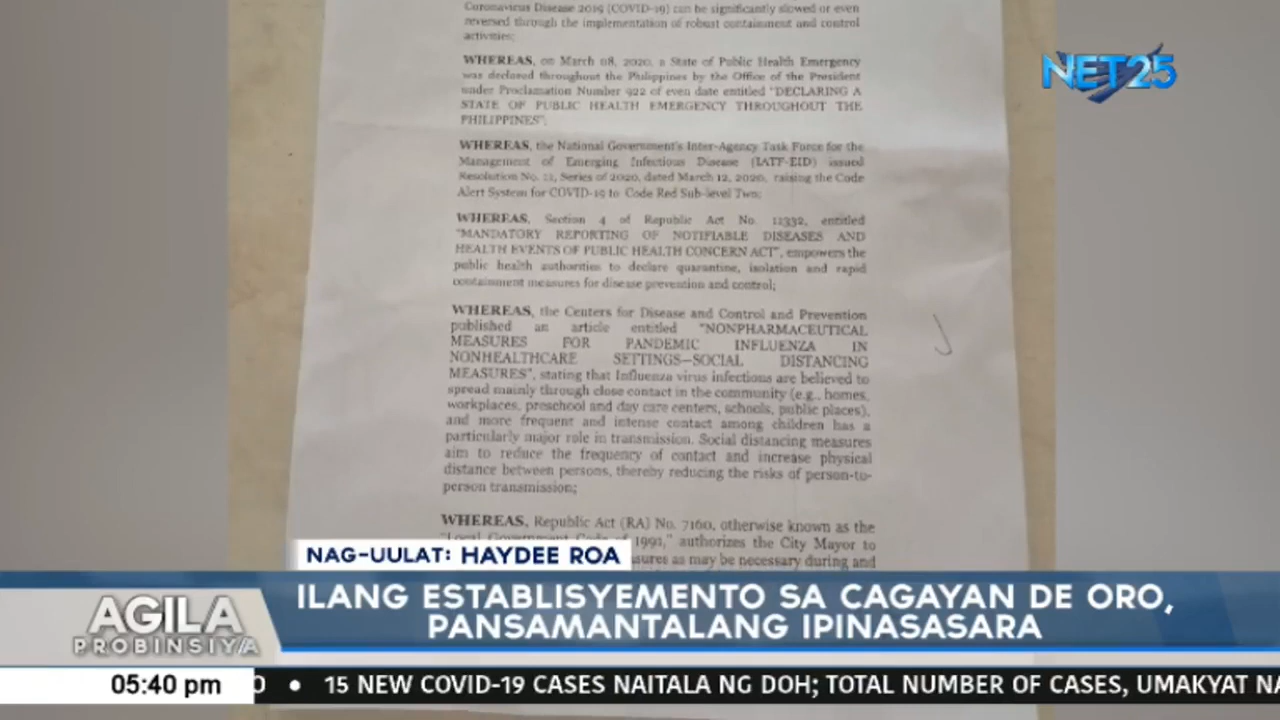 Coronavirus Disease 2019 (COVID-19) can be significantly slowed or even
reversed through the implementation of robust containment and control
activities;
WHEREAS, on March 08, 2020, a State of Public Health Emergency
was declared throughout the Philippines by the Office of the President
under Proclamation Number 922 of even date entitled "DECLARING A
STATE OF PUBLIC HEALTH EMERGENCY THROUGHOUT THE
PHILIPPINES";
WHEREAS, the National Government's Inter-Agency Task Force for the
Management of Emerging Infectious Disease (IATF-EID) issued
Resolution No. 11, Series of 2020, dated March 12, 2020, raising the Code
Alert System for COVID-19 to Code Red Sub-level Two;
WHEREAS, Section 4 of Republic Act No. 11332, entitled
"MANDATORY REPORTING OF NOTIFIABLE DISEASES AND
HEALTH EVENTS OF PUBLIC HEALTH CONCERN ACT", empowers the
public health authorities to declare quarantine, isolation and rapid
containment measures for disease prevention and control;
WHEREAS, the Centers for Disease and Control and Prevention
published an article entitled "NONPHARMACEUTICAL
MEASURES FOR PANDEMIC INFLUENZA IN
NONHEALTHCARE SETTINGS—SOCIAL DISTANCING
MEASURES", stating that Influenza virus infections are believed to
spread mainly through close contact in the community (e.g., homes,
workplaces, preschool and day care centers, schools, public places),
and more frequent and intense contact among children has a
particularly major role in transmission. Social distancing measures
aim to reduce the frequency of contact and increase physical
distance between persons, thereby reducing the risks of person-to-
person transmission;
WHEREAS, Republic Act (RA) No. 7160, otherwise known as the
"Local Government Code of 1991," authorizes the City Mayor to
sures as may be necessary during and
NET25
NAG-UULAT: HAYDEE ROA
AGILA
PROBINSIYA
ILANG ESTABLISYEMENTO SA CAGAYAN DE ORO,
PANSAMANTALANG IPINASASARA
05:40 pm
O • 15 NEW COVID-19 CASES NAITALA NG DOH; TOTAL NUMBER OF CASES, UMAKYAT NA